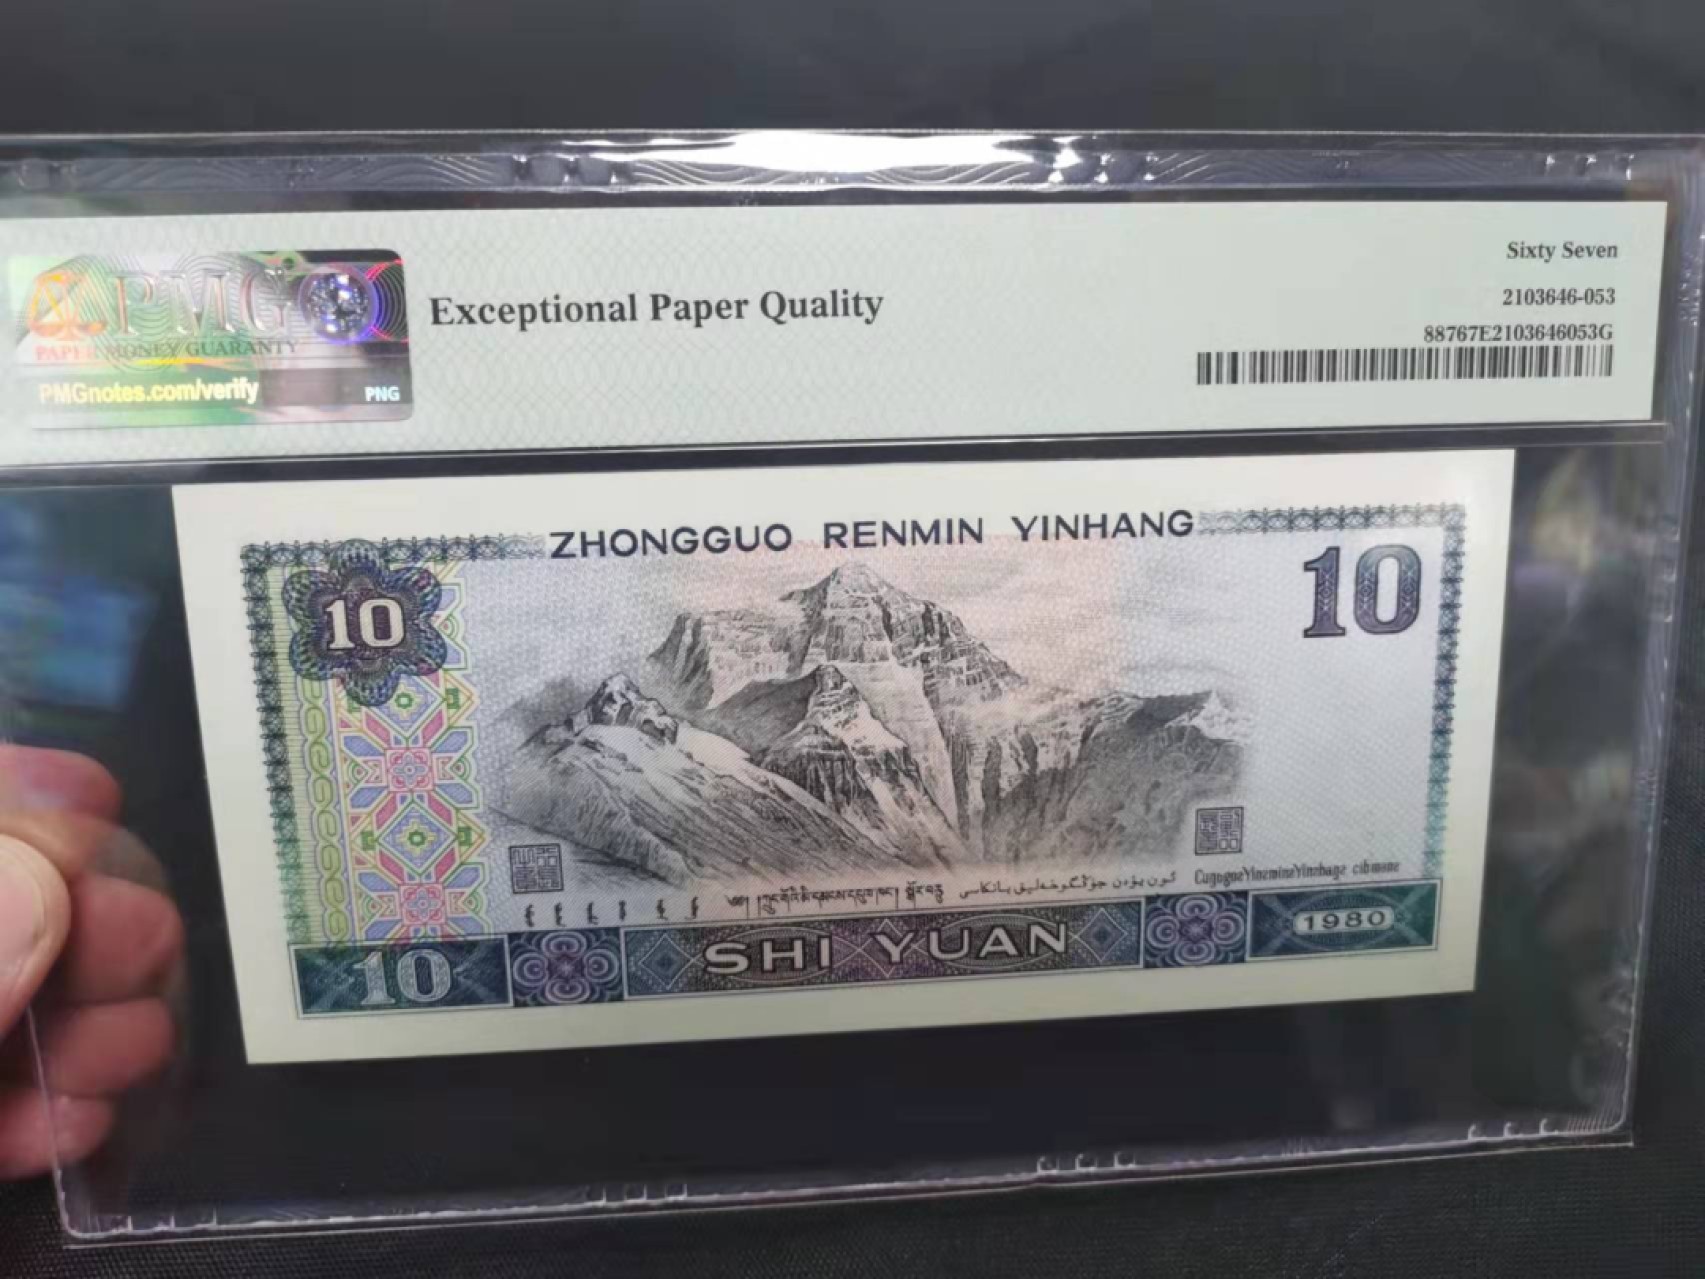 Sixty Seven
PMG
PAPER MONEY GUARANTY
Exceptional Paper Quality
2103646-053
88767E2103646053G
PMGnotes.com/verify
PNG
ZHONGGUO RENMIN YINHANG
10
10
10
SHI YUAN
1980